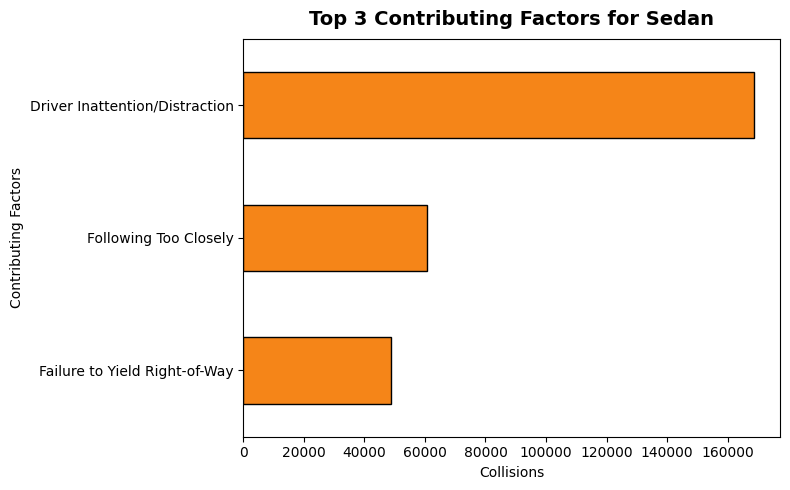 Top 3 Contributing Factors for Sedan
Contributing Factors
Driver Inattention/Distraction
Following Too Closely
Failure to Yield Right-of-Way
0 20000 40000 60000 80000 100000 120000 140000 160000
Collisions